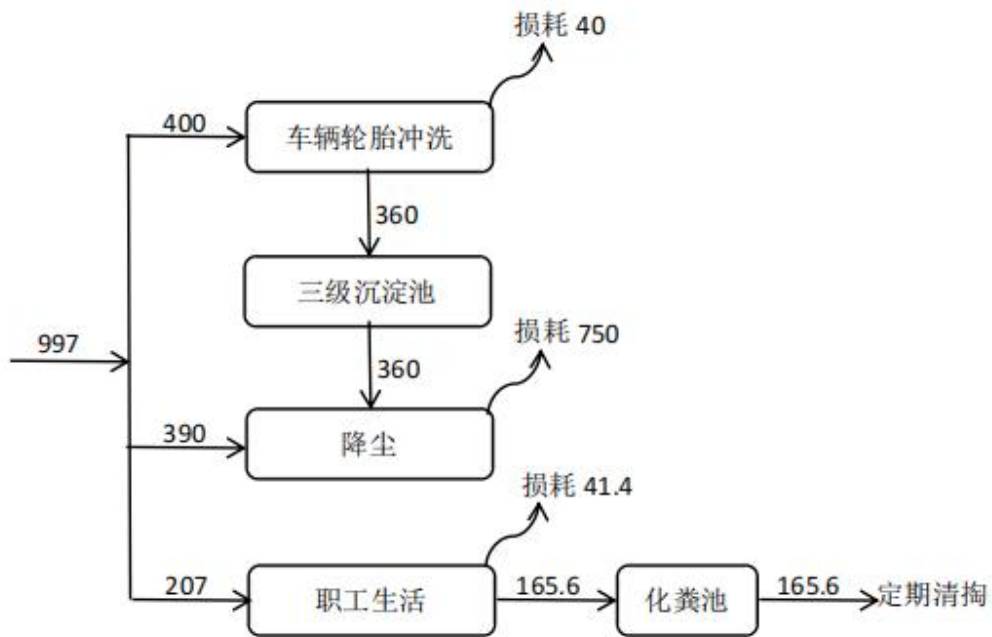 损耗 40
400
车辆轮胎冲洗
360
三级沉淀池
997
损耗 750
360
390
降尘
损耗 41.4
207
职工生活
165.6
化粪池
165.6
定期清掏